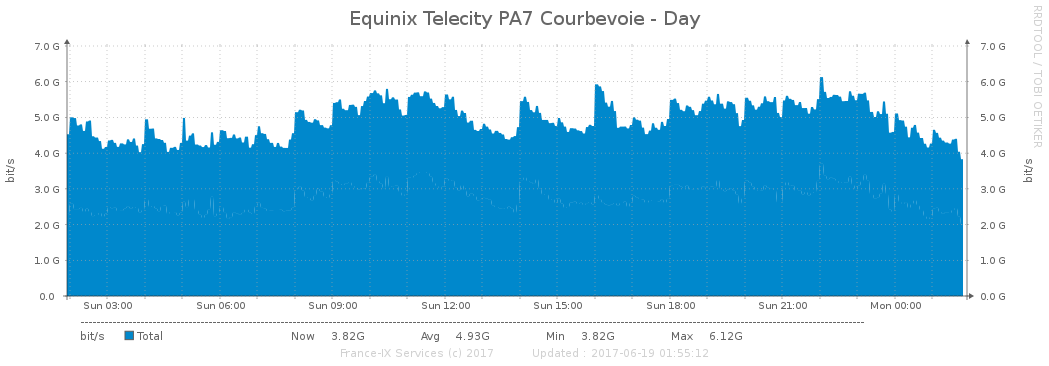 Equinix Telecity PA7 Courbevoie - Day
RRDTOOL / TOBI OETIKER
7.0 G 7.0 G
6.0 G 6.0 G
5.0 G 5.0 G
4.0 G 4.0 G
3.0 G 3.0 G
2.0 G 2.0 G
1.0 G 1.0 G
0.0 0.0 G
bit/s
bit/s
Sun 03:00 Sun 06:00 Sun 09:00 Sun 12:00 Sun 15:00 Sun 18:00 Sun 21:00 Mon 00:00
bit/s Total Now 3.82G Avg 4.93G Min 3.82G Max 6.12G
France-IX Services (c) 2017 Updated : 2017-06-19 01:55:12